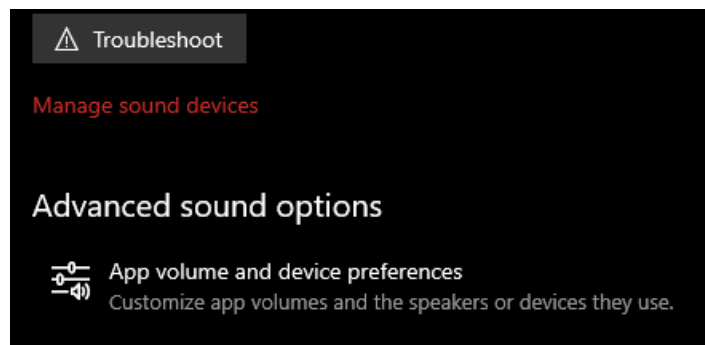 Troubleshoot
Manage sound devices
Advanced sound options
App volume and device preferences
Customize app volumes and the speakers or devices they use.